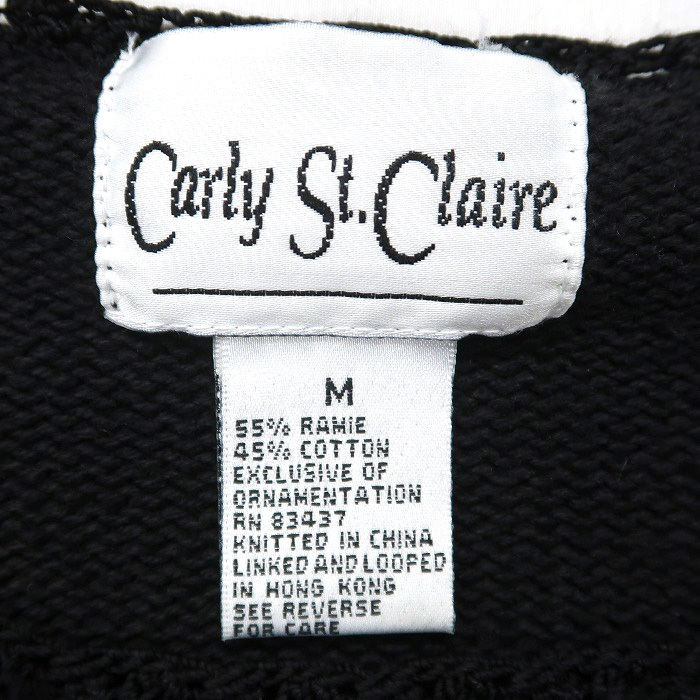 Carly St. Claire
M
55% RAMIE
45% COTTON
EXCLUSIVE OF
ORNAMENTATION
RN 83437
KNITTED IN CHINA
LINKED AND LOOPED
IN HONG KONG
SEE REVERSE
FOR CARE